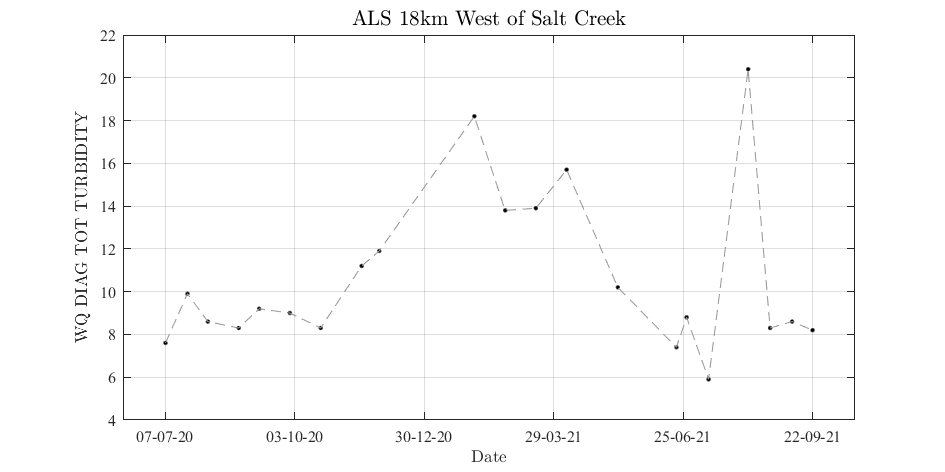 ALS 18km West of Salt Creek
22
20
18
16
14
12
10
8
6
4
WQ DIAG TOT TURBIDITY
07-07-20 03-10-20 30-12-20 29-03-21 25-06-21 22-09-21
Date